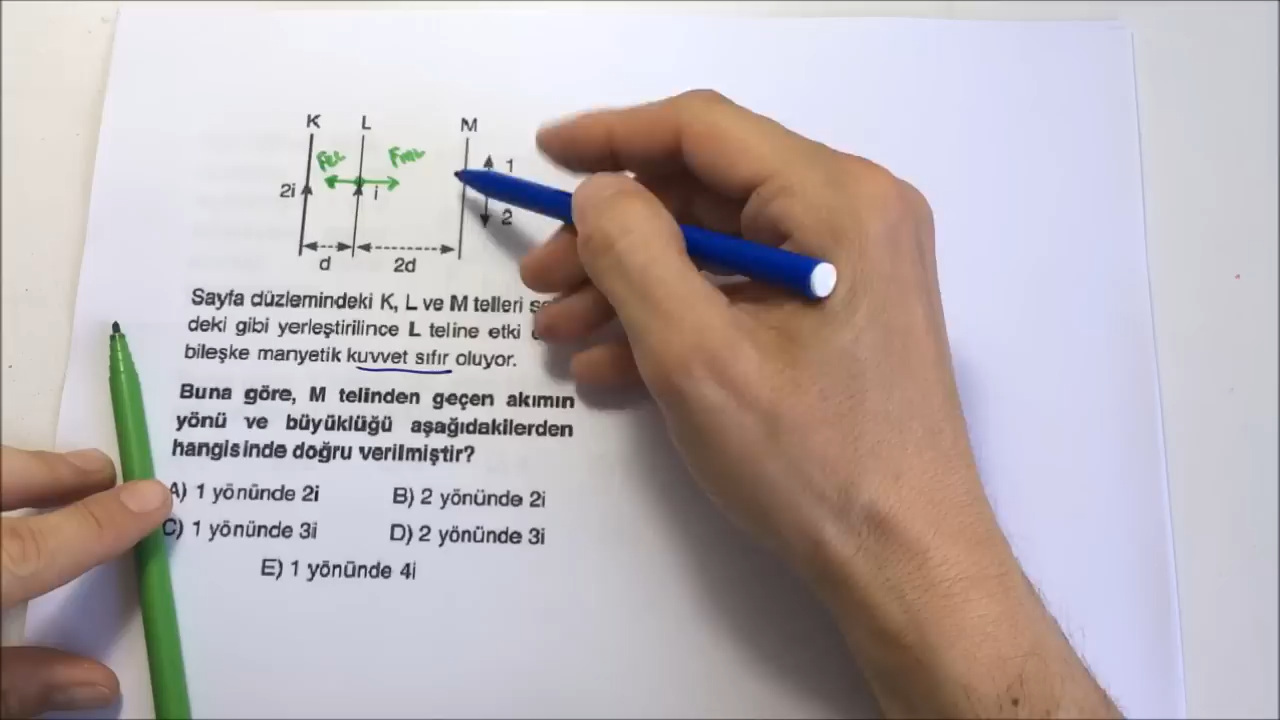 K L M
FKL FML
2i i 1
2
d 2d
Sayfa düzlemindeki K, L ve M telleri
deki gibi yerleştirilince L teline etki
bileşke manyetik kuvvet sıfır oluyor.
Buna göre, M telinden geçen akımın
yönü ve büyüklüğü aşağıdakilerden
hangisinde doğru verilmiştir?
A) 1 yönünde 2i B) 2 yönünde 2i
C) 1 yönünde 3i D) 2 yönünde 3i
E) 1 yönünde 4i